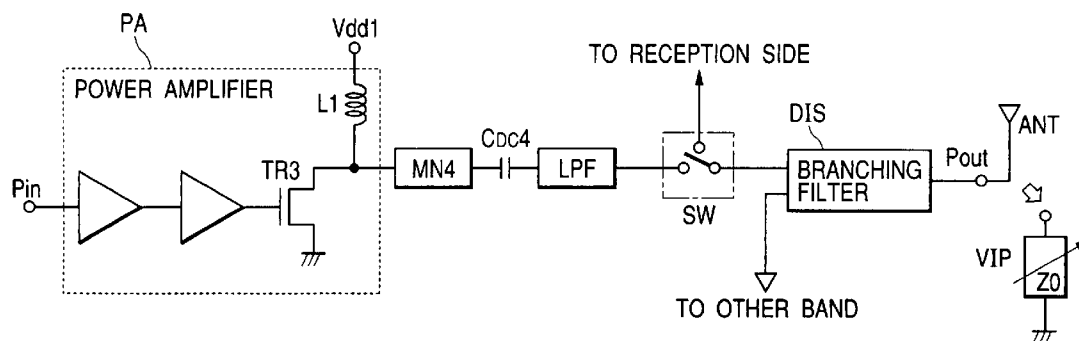 PA
Vdd1
POWER AMPLIFIER
L1
TR3
Pin
MN4
CDC4
LPF
TO RECEPTION SIDE
SW
DIS
BRANCHING
FILTER
TO OTHER BAND
Pout
ANT
VIP
Z0